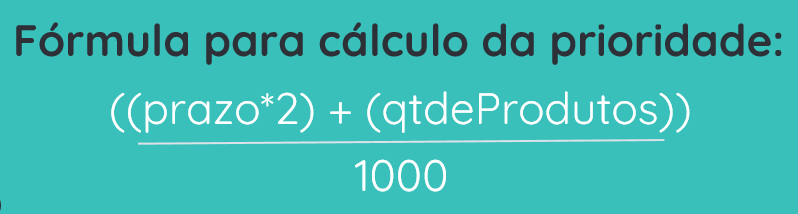 Fórmula para cálculo da prioridade:
((prazo*2) + (qtdeProdutos))
1000